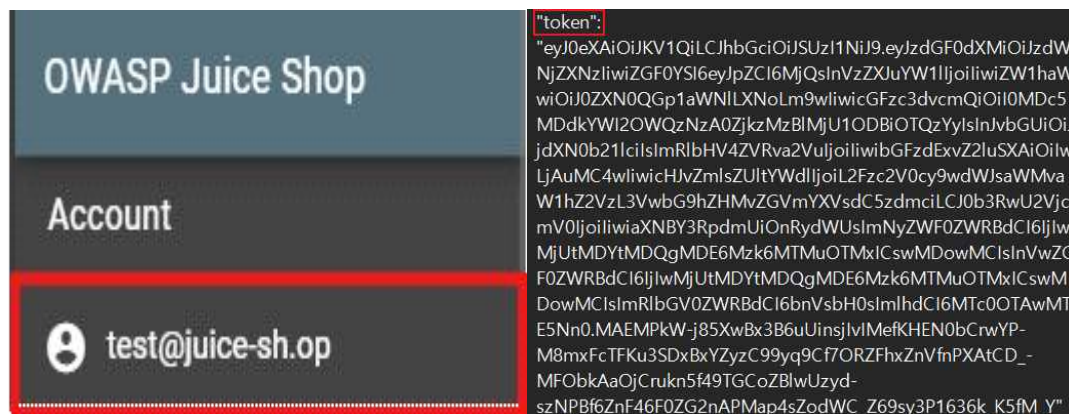 OWASP Juice Shop
Account
test@juice-sh.op
"token":
"eyJ0eXAiOiJKV1QiLCJhbGciOiJSUzI1NiJ9.eyJzdGF0dXMiOiJzdW
NjZXNzIiwiZGF0YSI6eyJpZCI6MjQsInVzZXJuYW1lIjoiIiwiZW1haW
wiOiJ0ZXN0QGp1aWNlLXNoLm9wIiwicGFzc3dvcmQiOiI0MDc5
MDdkYWI2OWQzNzA0ZjkzMzBlMjU1ODBiOTQzYyIsInJvbGUiOiJ
jdXN0b21lciIsImRlbHV4ZVRva2VuIjoiIiwibGFzdExvZ2luSXAiOiIw
LjAuMC4wIiwicHJvZmlsZUltYWdlIjoiL2Fzc2V0cy9wdWJsaWMva
W1hZ2VzL3VwbG9hZHMvZGVmYXVsdC5zdmciLCJ0b3RwU2Vjc
mV0IjoiIiwiaXNBY3RpdmUiOnRydWUsImNyZWF0ZWRBdCI6IjIw
MjUtMDYtMDQgMDE6Mzk6MTMuOTMxICswMDowMCIsInVwZG
F0ZWRBdCI6IjIwMjUtMDYtMDQgMDE6Mzk6MTMuOTMxICswM
DowMCIsImRlbGV0ZWRBdCI6bnVsbH0sImlhdCI6MTc0OTAwMT
E5Nn0.MAEMPkW-j85XwBx3B6uUinsjIvIMefKHEN0bCrwYP-
M8mxFcTFKu3SDxBxYZyzC99yq9Cf7ORZFhxZnVfnPXAtCD_-
MFObkAaOjCrukn5f49TGCoZBlwUzyd-
szNPBf6ZnF46F0ZG2nAPMap4sZodWC_Z69sy3P1636k_K5fM_Y"